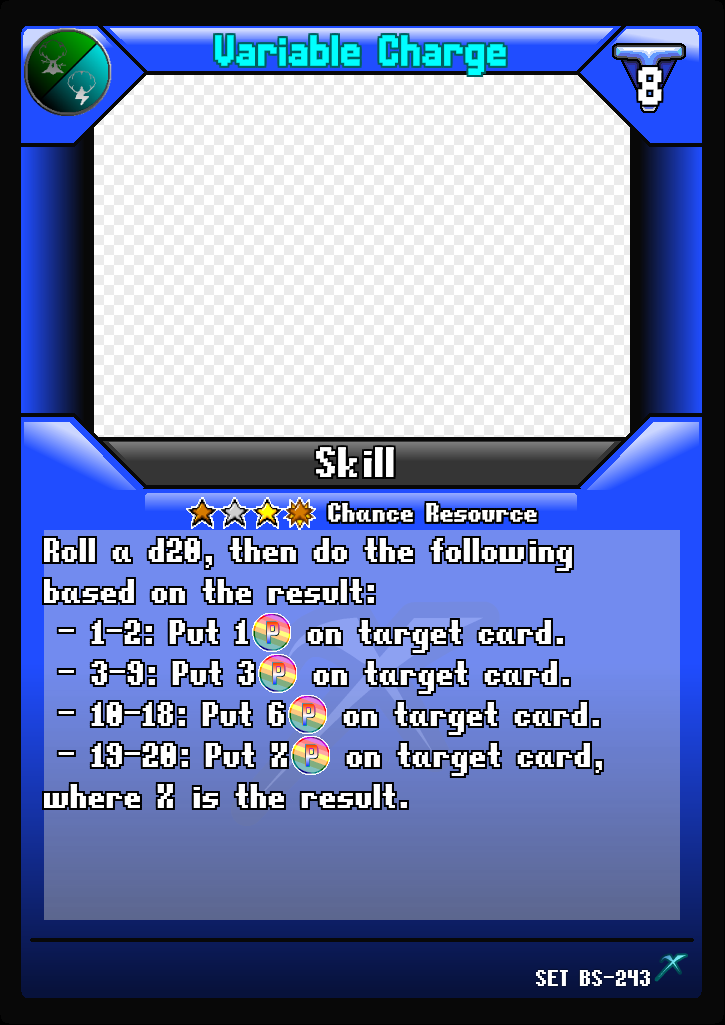 Variable Charge
8
Skill
Chance Resource
Roll a d20, then do the following
based on the result:
- 1-2: Put 1 P on target card.
- 3-9: Put 3 P on target card.
- 10-18: Put 6 P on target card.
- 19-20: Put X P on target card,
where X is the result.
SET BS-243